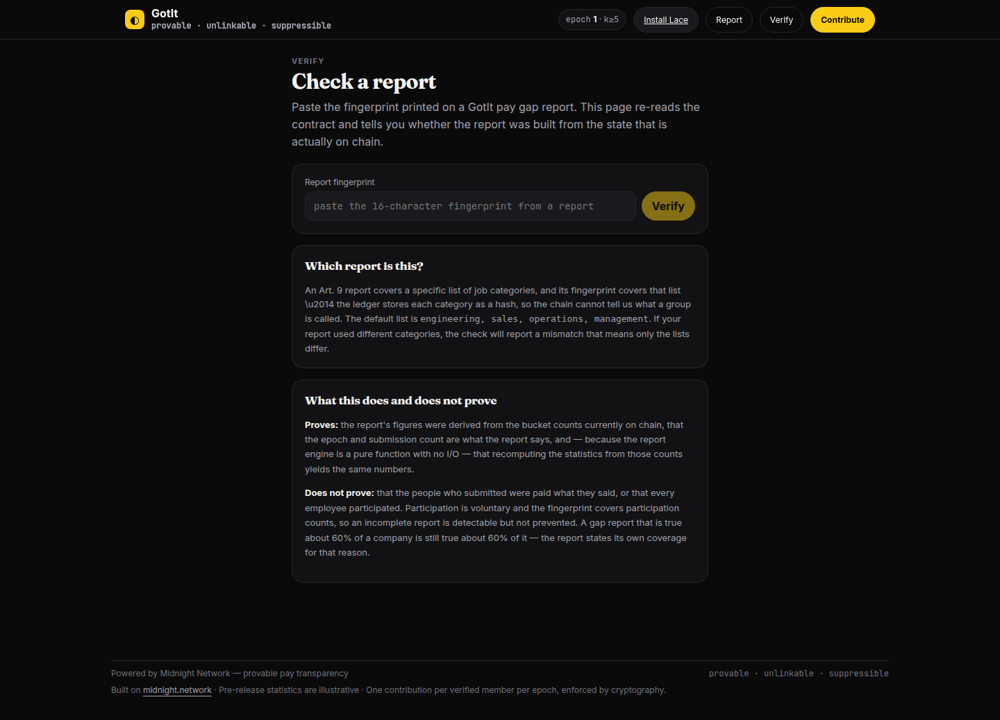 GotIt
provable · unlinkable · suppressible
epoch 1 · k≥5
Install Lace
Report
Verify
Contribute
VERIFY
Check a report
Paste the fingerprint printed on a GotIt pay gap report. This page re-reads the
contract and tells you whether the report was built from the state that is
actually on chain.
Report fingerprint
paste the 16-character fingerprint from a report
Verify
Which report is this?
An Art. 9 report covers a specific list of job categories, and its fingerprint covers that list
\u2014 the ledger stores each category as a hash, so the chain cannot tell us what a group
is called. The default list is engineering, sales, operations, management. If your
report used different categories, the check will report a mismatch that means only the lists
differ.
What this does and does not prove
Proves: the report's figures were derived from the bucket counts currently on chain, that
the epoch and submission count are what the report says, and — because the report
engine is a pure function with no I/O — that recomputing the statistics from those counts
yields the same numbers.
Does not prove: that the people who submitted were paid what they said, or that every
employee participated. Participation is voluntary and the fingerprint covers participation
counts, so an incomplete report is detectable but not prevented. A gap report that is true
about 60% of a company is still true about 60% of it — the report states its own coverage
for that reason.
Powered by Midnight Network — provable pay transparency
provable · unlinkable · suppressible
Built on midnight.network · Pre-release statistics are illustrative · One contribution per verified member per epoch, enforced by cryptography.